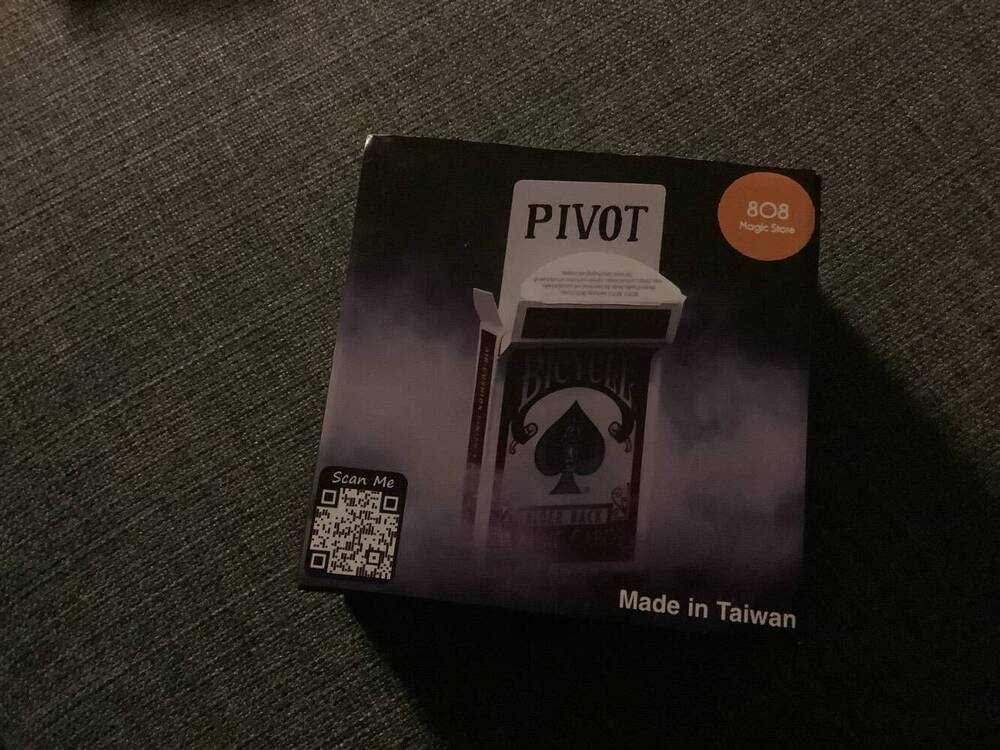 PIVOT
808
Magic Store
BICYCLE
RIDER BACK
Scan Me
Made in Taiwan